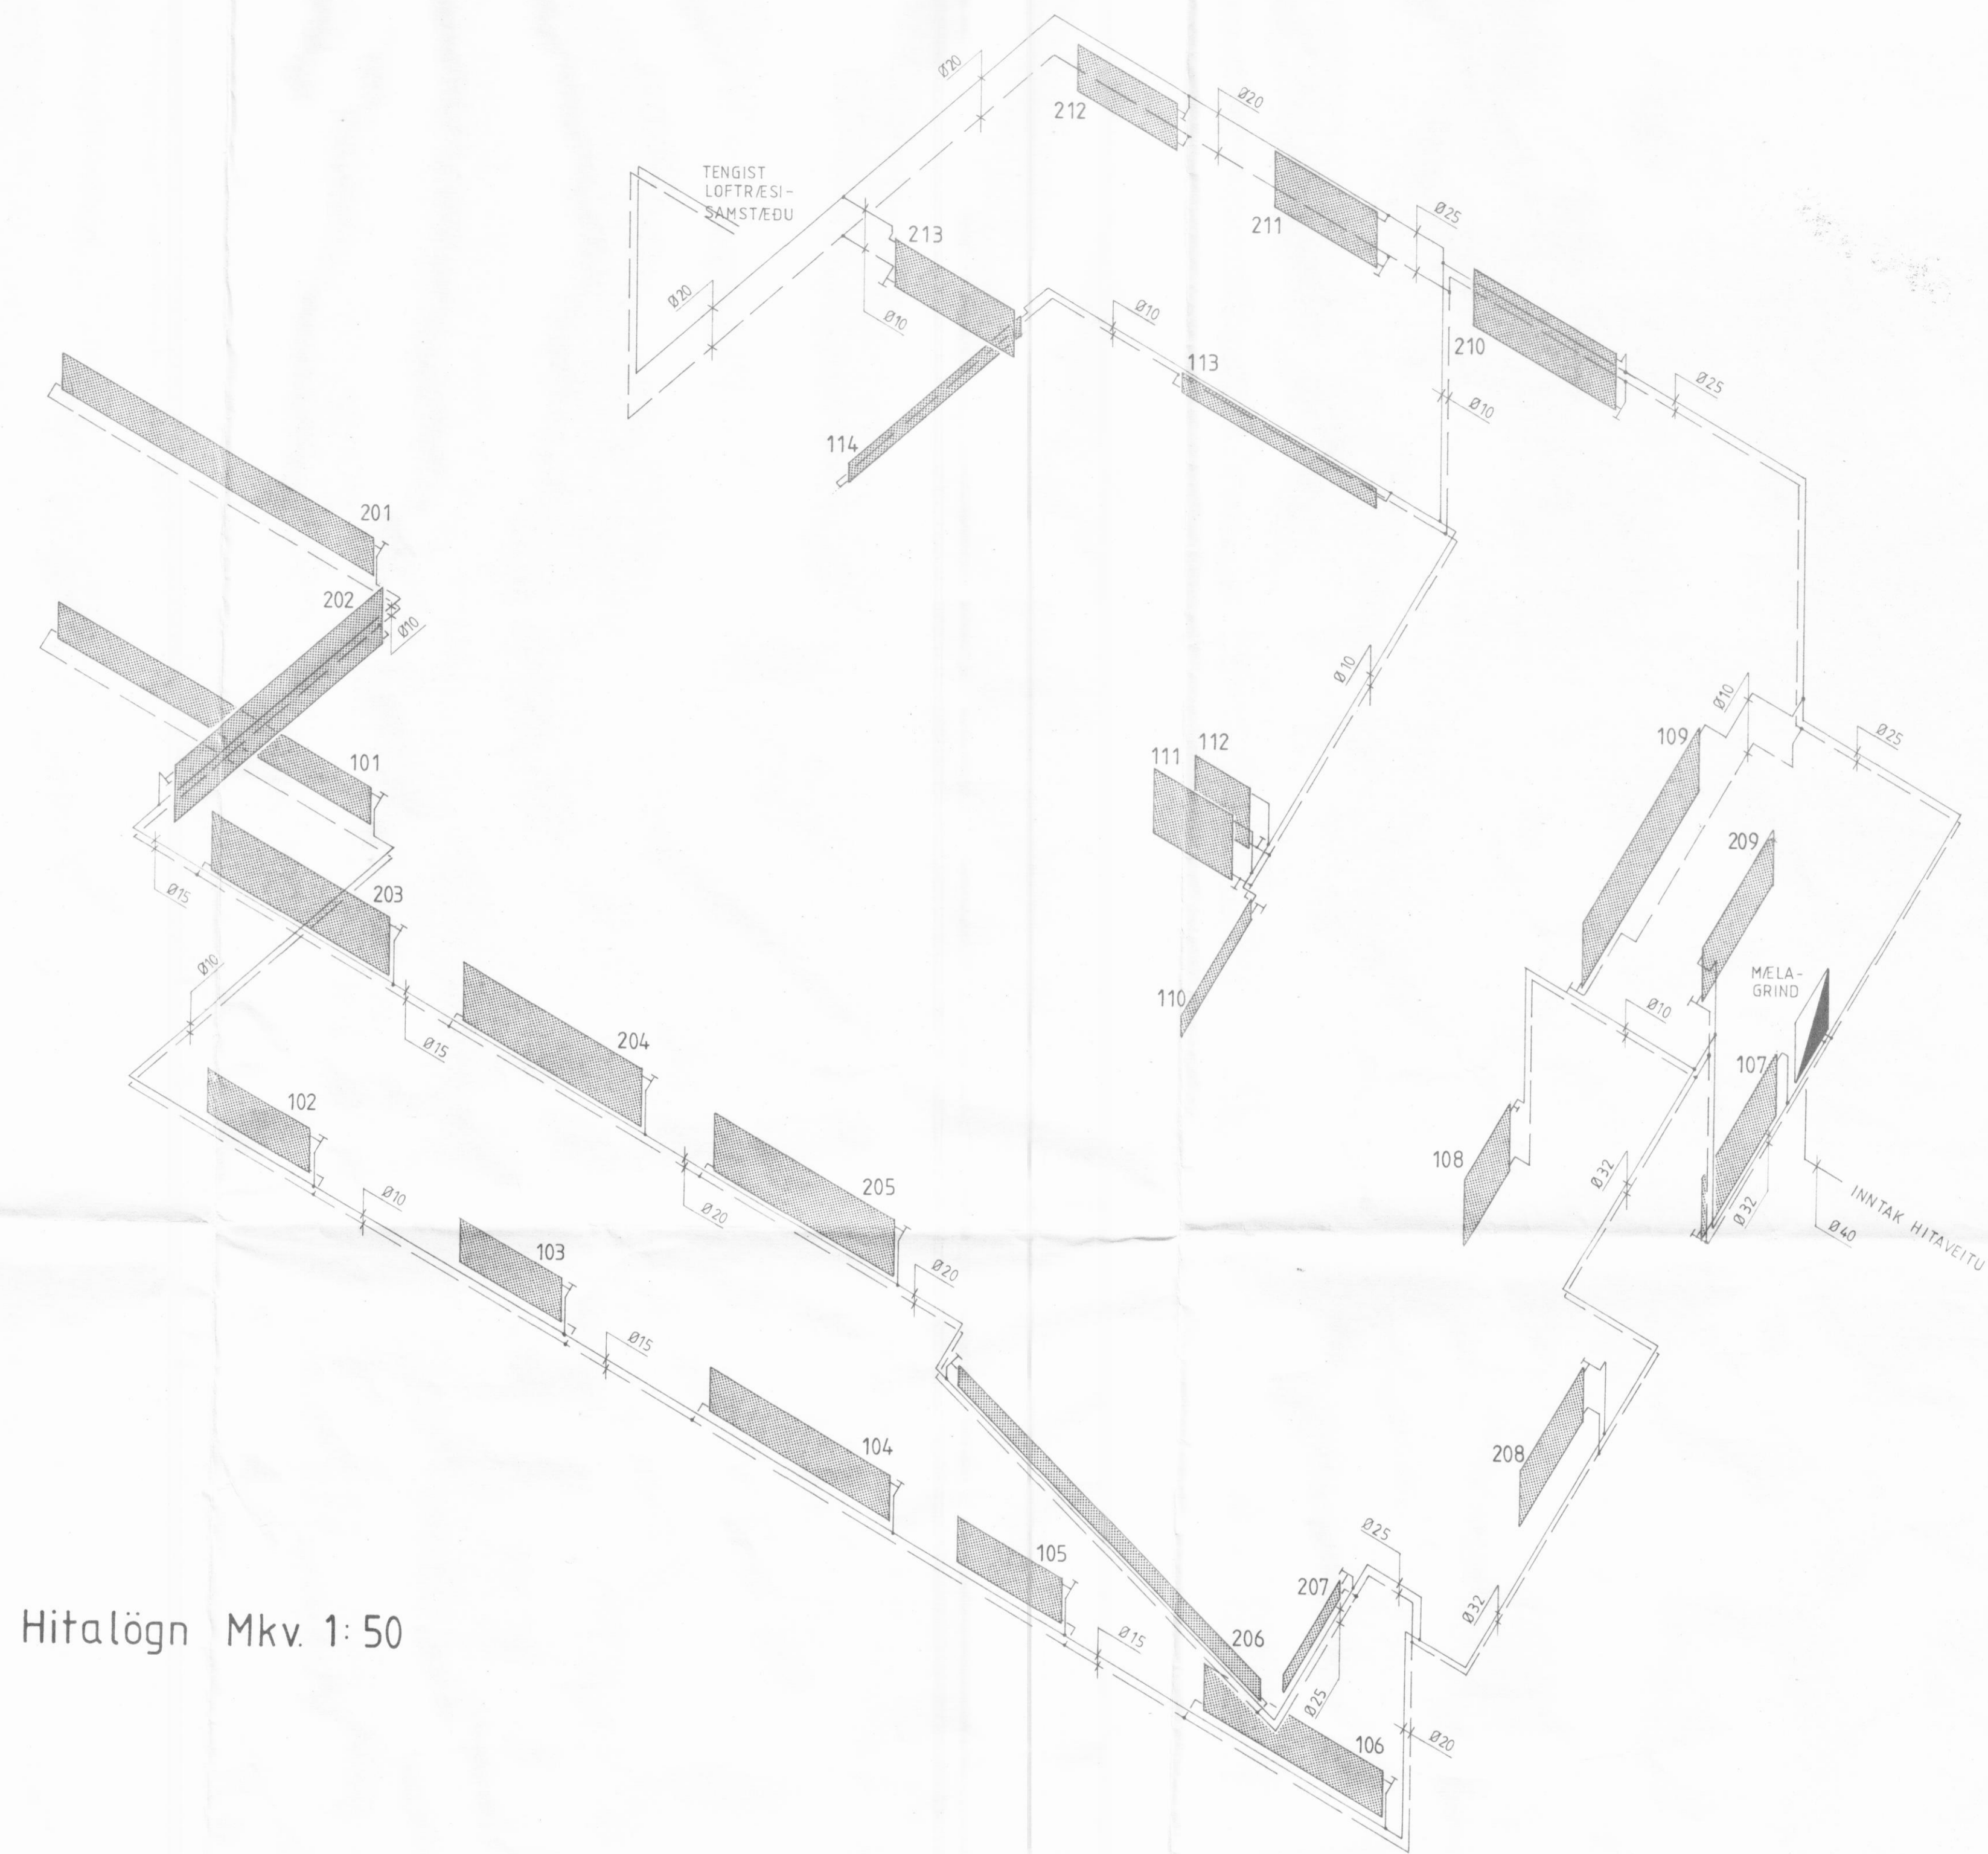 Ø20
212
Ø20
TENGIST
LOFTRÆSI-
SAMSTÆÐU
213
211
Ø25
Ø20
Ø10
Ø10
113
210
Ø25
Ø10
114
201
202
Ø10
Ø10
Ø10
109
Ø25
111
112
101
209
203
Ø15
Ø10
MÆLA-
GRIND
110
Ø10
204
Ø15
107
102
108
Ø32
205
Ø10
Ø20
Ø32
INNTAK HITAVEITU
Ø40
103
Ø20
Ø15
104
208
105
Ø25
207
Ø32
Hitalögn Mkv. 1:50
Ø15
206
Ø25
106
Ø20